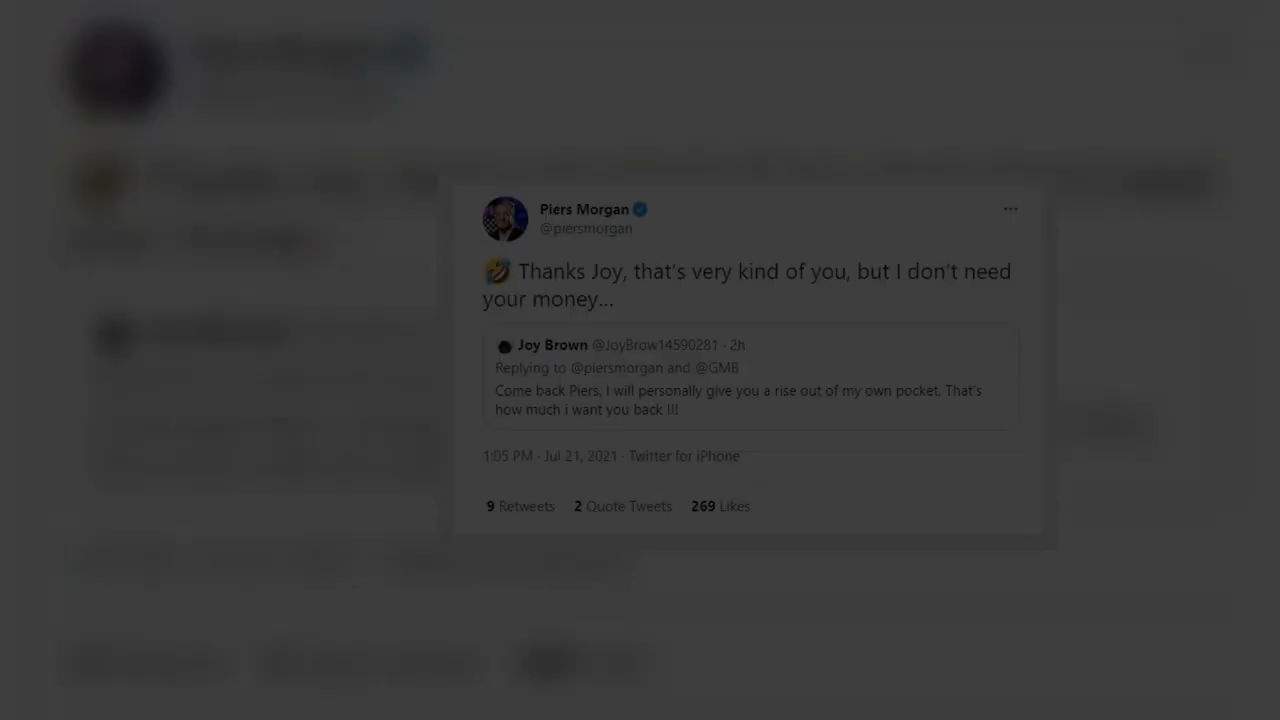 Piers Morgan
@piersmorgan
🤣 Thanks Joy, that's very kind of you, but I don't need
your money...
Joy Brown @JoyBrow14590281 · 2h
Replying to @piersmorgan and @GMB
Come back Piers, I will personally give you a rise out of my own pocket. That's
how much i want you back !!!
1:05 PM · Jul 21, 2021 · Twitter for iPhone
9 Retweets 2 Quote Tweets 269 Likes